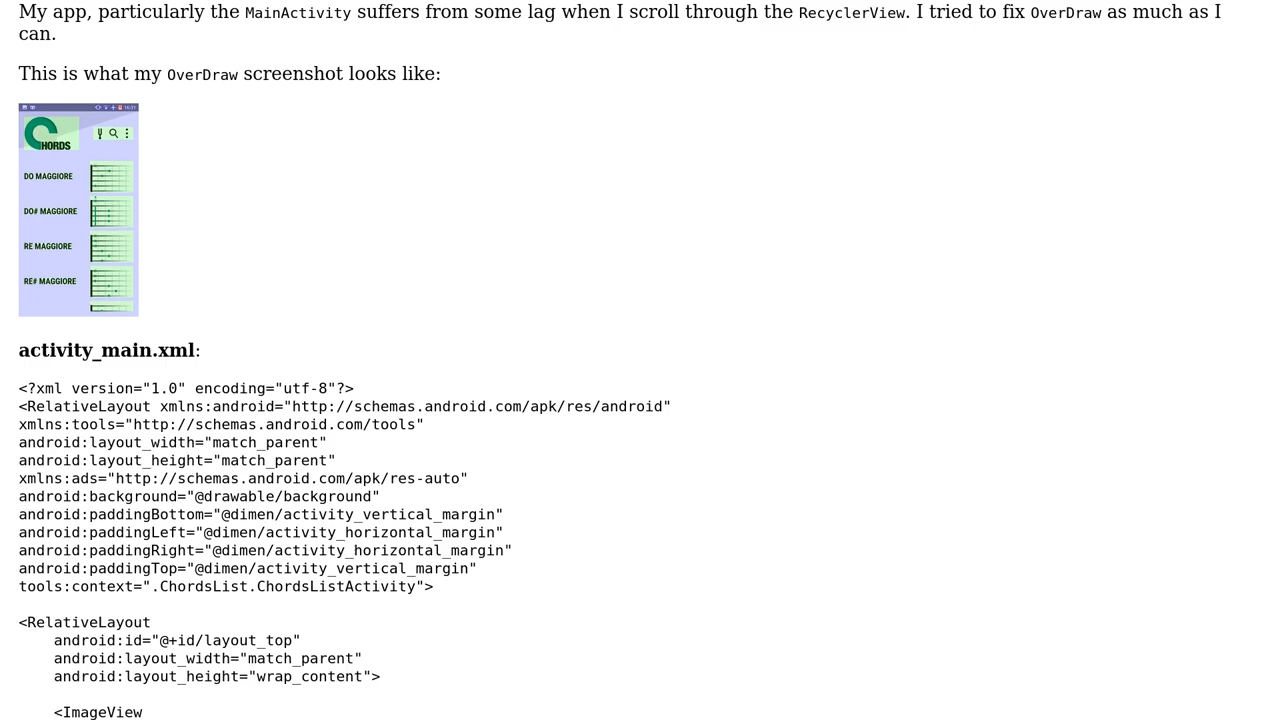 My app, particularly the MainActivity suffers from some lag when I scroll through the RecyclerView. I tried to fix OverDraw as much as I
can.
This is what my OverDraw screenshot looks like:
HORDS
DO MAGGIORE
DO# MAGGIORE
RE MAGGIORE
RE# MAGGIORE
activity_main.xml:
<?xml version="1.0" encoding="utf-8"?>
<RelativeLayout xmlns:android="http://schemas.android.com/apk/res/android"
xmlns:tools="http://schemas.android.com/tools"
android:layout_width="match_parent"
android:layout_height="match_parent"
xmlns:ads="http://schemas.android.com/apk/res-auto"
android:background="@drawable/background"
android:paddingBottom="@dimen/activity_vertical_margin"
android:paddingLeft="@dimen/activity_horizontal_margin"
android:paddingRight="@dimen/activity_horizontal_margin"
android:paddingTop="@dimen/activity_vertical_margin"
tools:context=".ChordsList.ChordsListActivity">
<RelativeLayout
android:id="@+id/layout_top"
android:layout_width="match_parent"
android:layout_height="wrap_content">
<ImageView